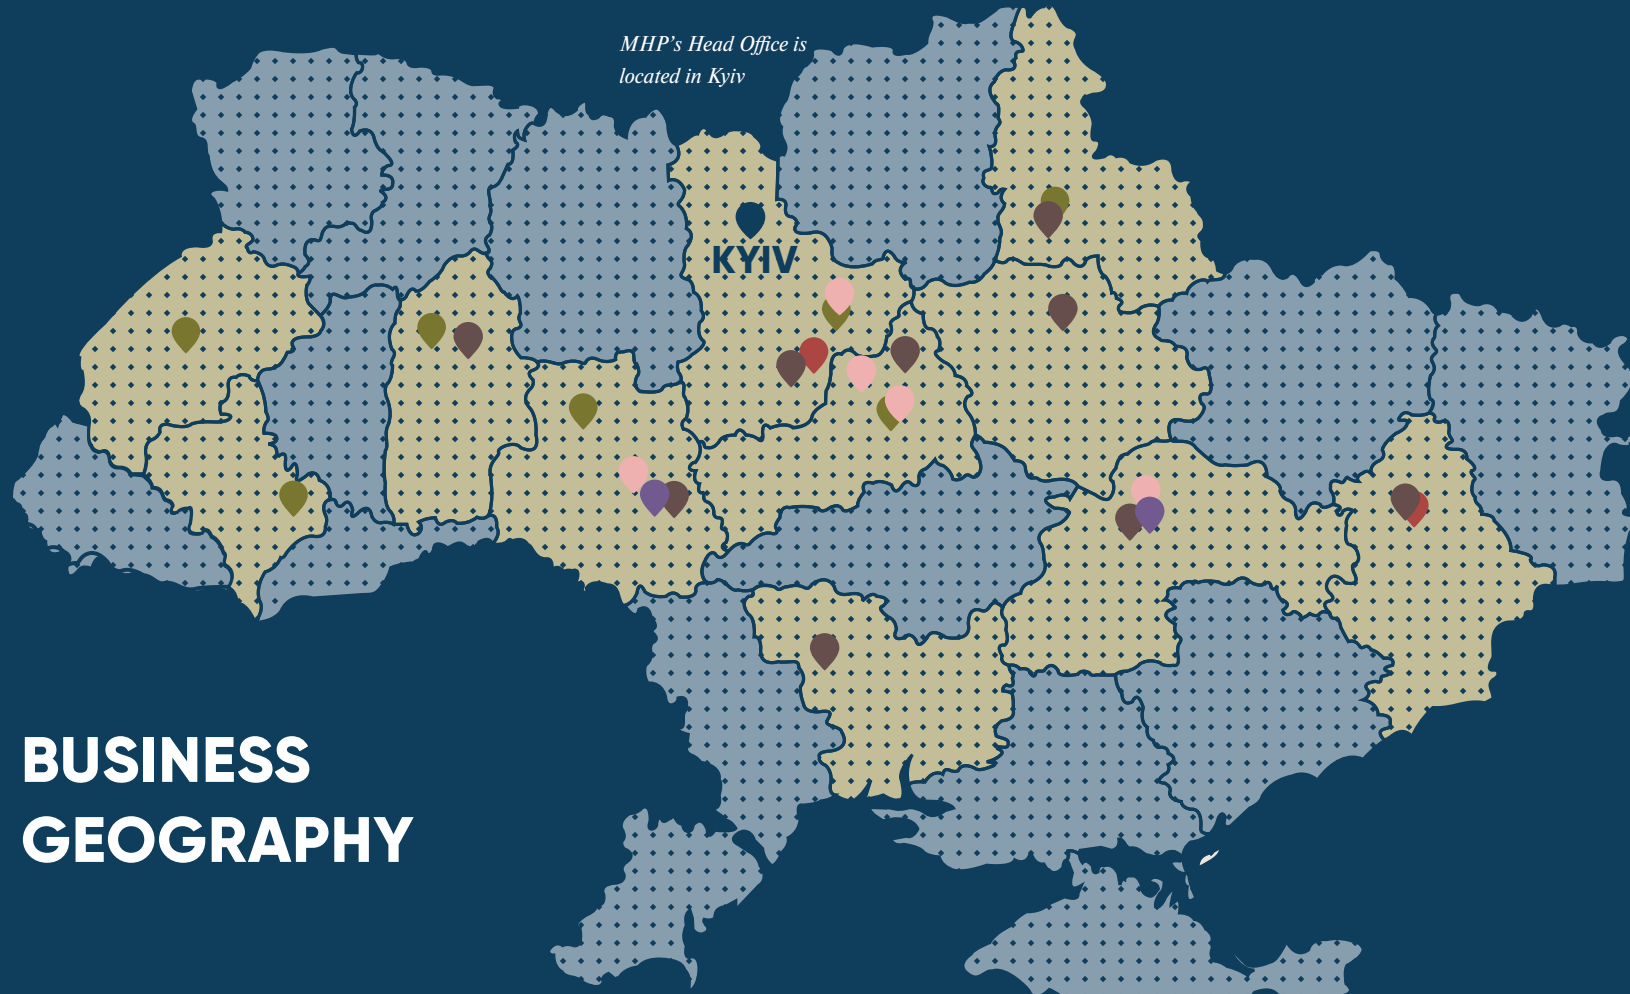 MHP’s Head Office is
located in Kyiv
KYIV
BUSINESS
GEOGRAPHY